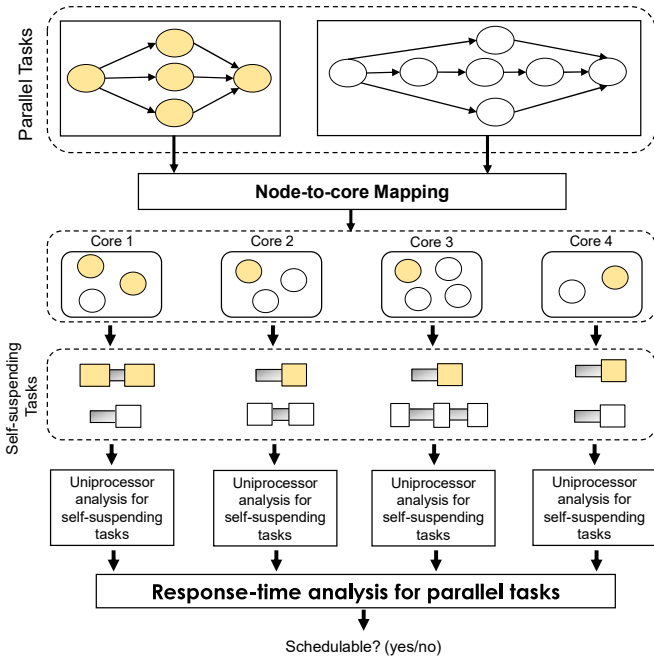 Parallel Tasks
Node-to-core Mapping
Core 1
Core 2
Core 3
Core 4
Self-suspending
Tasks
Uniprocessor
analysis for
self-suspending
tasks
Uniprocessor
analysis for
self-suspending
tasks
Uniprocessor
analysis for
self-suspending
tasks
Uniprocessor
analysis for
self-suspending
tasks
Response-time analysis for parallel tasks
Schedulable? (yes/no)